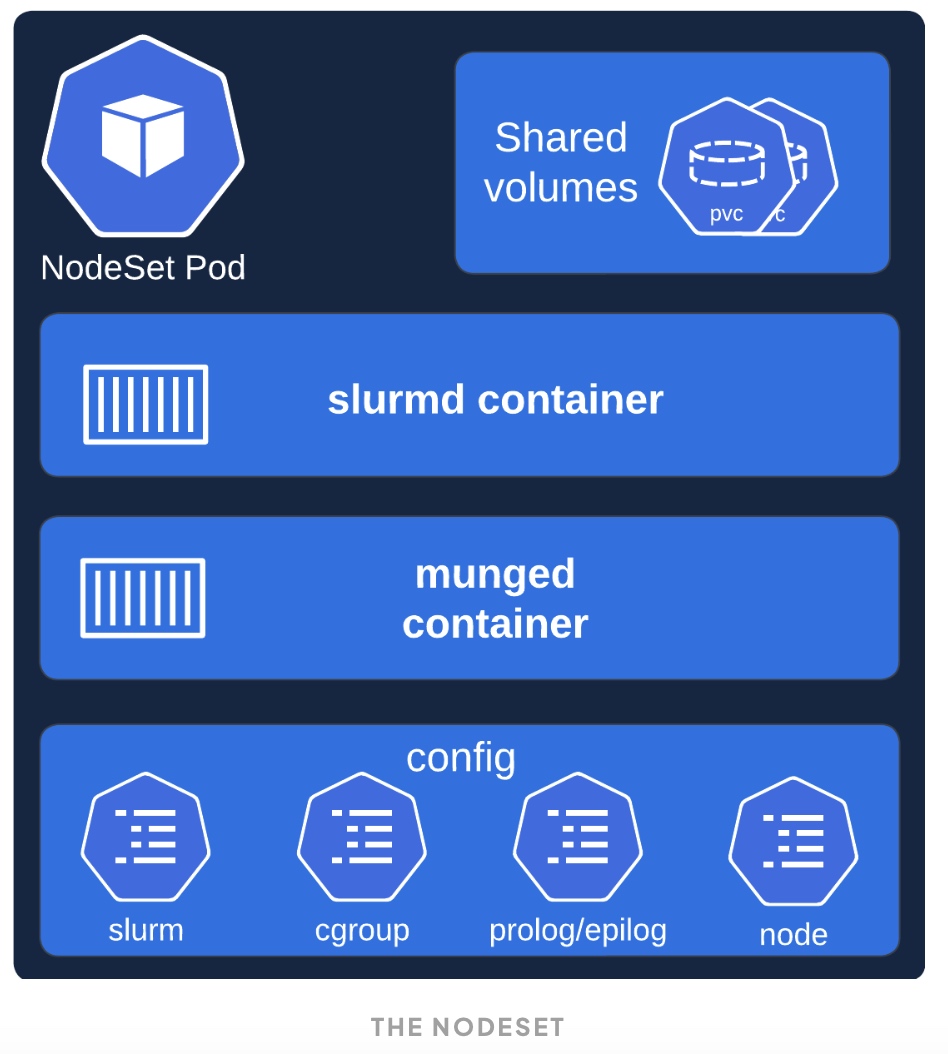 Shared
volumes
pvc
c
NodeSet Pod
slurmd container
munged
container
config
slurm
cgroup
prolog/epilog
node
THE NODESET